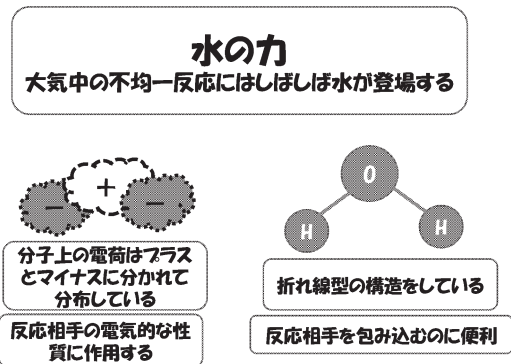 水の力
大気中の不均一反応にはしばしば水が登場する
+
−
−
O
H
H
分子上の電荷はプラス
とマイナスに分かれて
分布している
折れ線型の構造をしている
反応相手の電気的な性
質に作用する
反応相手を包み込むのに便利